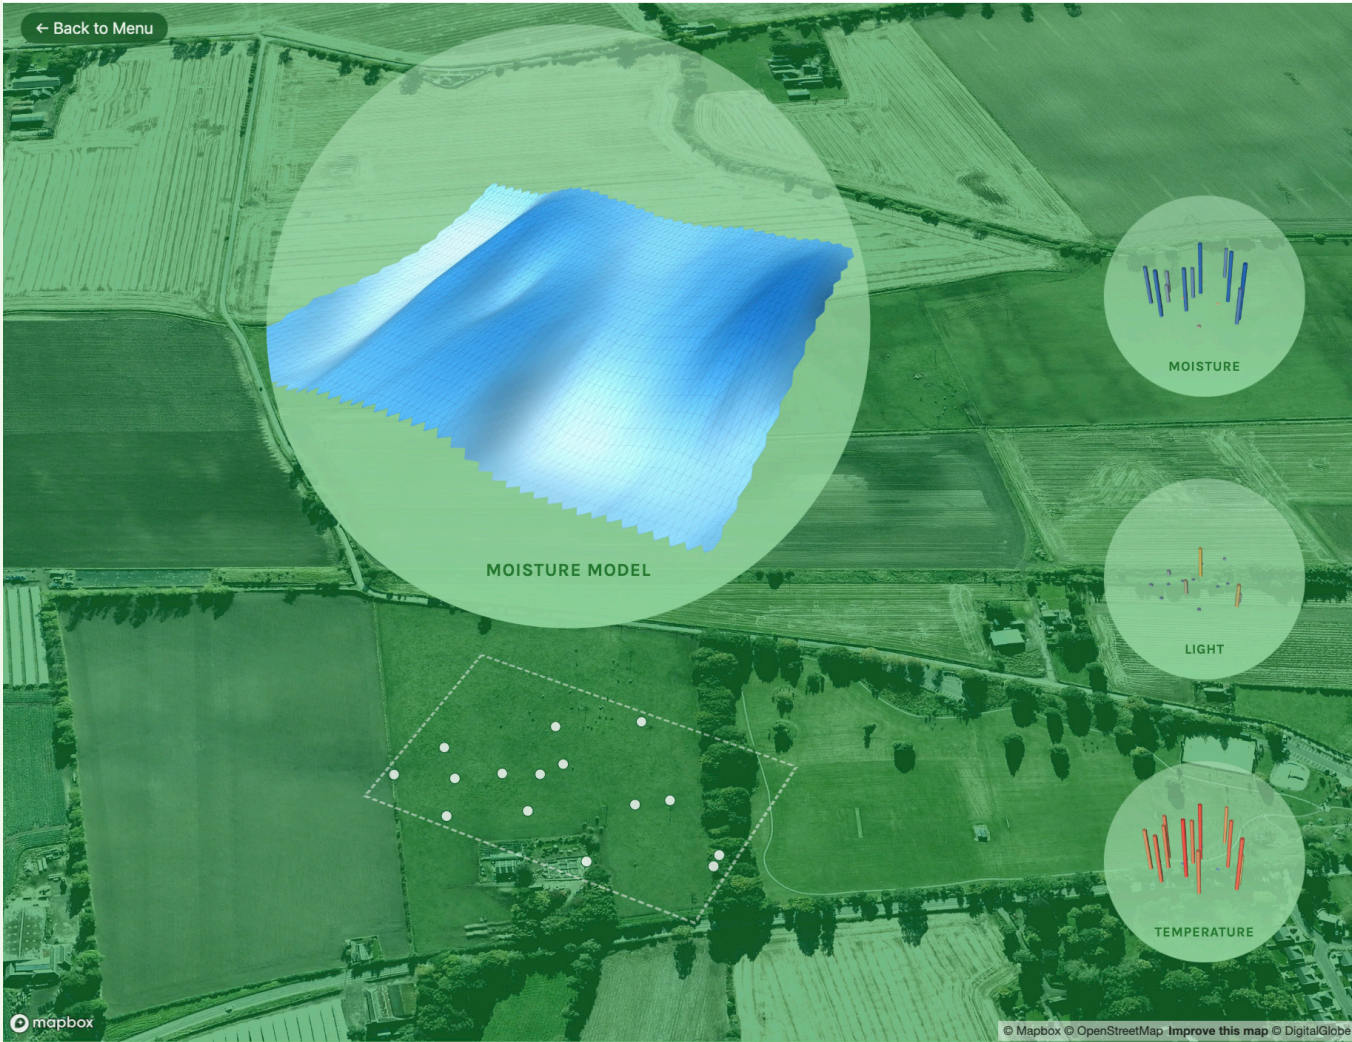 ← Back to Menu
MOISTURE
MOISTURE MODEL
LIGHT
TEMPERATURE
mapbox
© Mapbox © OpenStreetMap Improve this map © DigitalGlobe